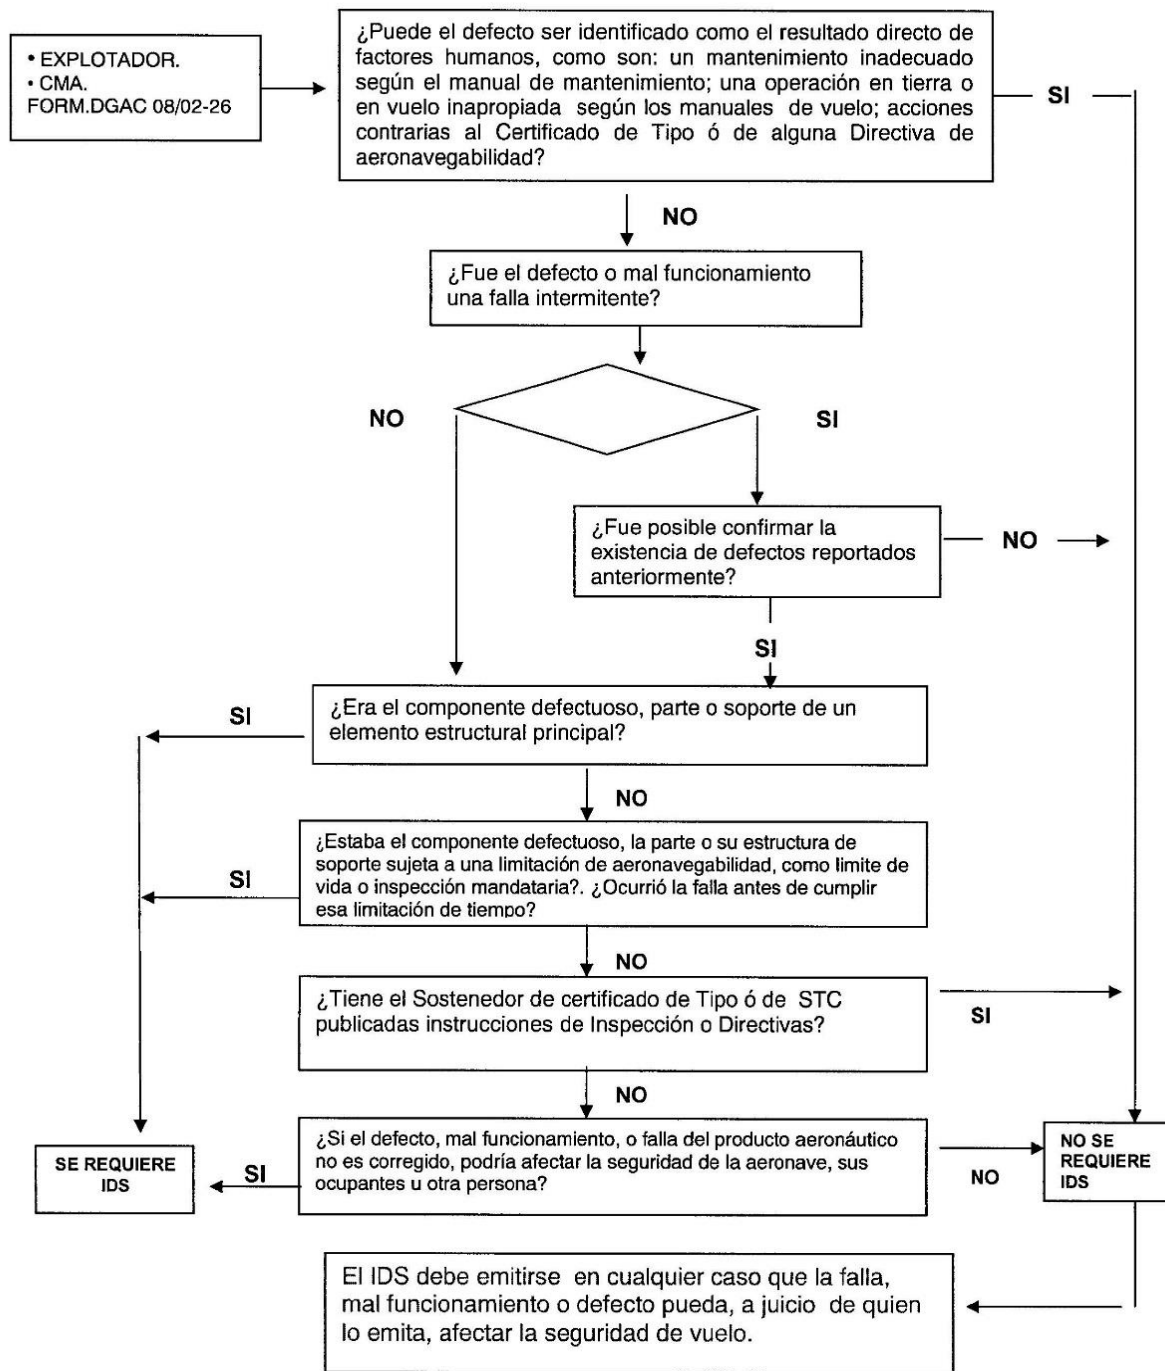 • EXPLOTADOR.
• CMA.
FORM.DGAC 08/02-26
¿Puede el defecto ser identificado como el resultado directo de
factores humanos, como son: un mantenimiento inadecuado
según el manual de mantenimiento; una operación en tierra o
en vuelo inapropiada según los manuales de vuelo; acciones
contrarias al Certificado de Tipo ó de alguna Directiva de
aeronavegabilidad?
SI
NO
¿Fue el defecto o mal funcionamiento
una falla intermitente?
NO
SI
¿Fue posible confirmar la
existencia de defectos reportados
anteriormente?
NO
SI
¿Era el componente defectuoso, parte o soporte de un
elemento estructural principal?
SI
NO
¿Estaba el componente defectuoso, la parte o su estructura de
soporte sujeta a una limitación de aeronavegabilidad, como limite de
vida o inspección mandataria?. ¿Ocurrió la falla antes de cumplir
esa limitación de tiempo?
SI
NO
¿Tiene el Sostenedor de certificado de Tipo ó de STC
publicadas instrucciones de Inspección o Directivas?
SI
NO
¿Si el defecto, mal funcionamiento, o falla del producto aeronáutico
no es corregido, podría afectar la seguridad de la aeronave, sus
ocupantes u otra persona?
SI
NO
SE REQUIERE
IDS
NO SE
REQUIERE
IDS
El IDS debe emitirse en cualquier caso que la falla,
mal funcionamiento o defecto pueda, a juicio de quien
lo emita, afectar la seguridad de vuelo.